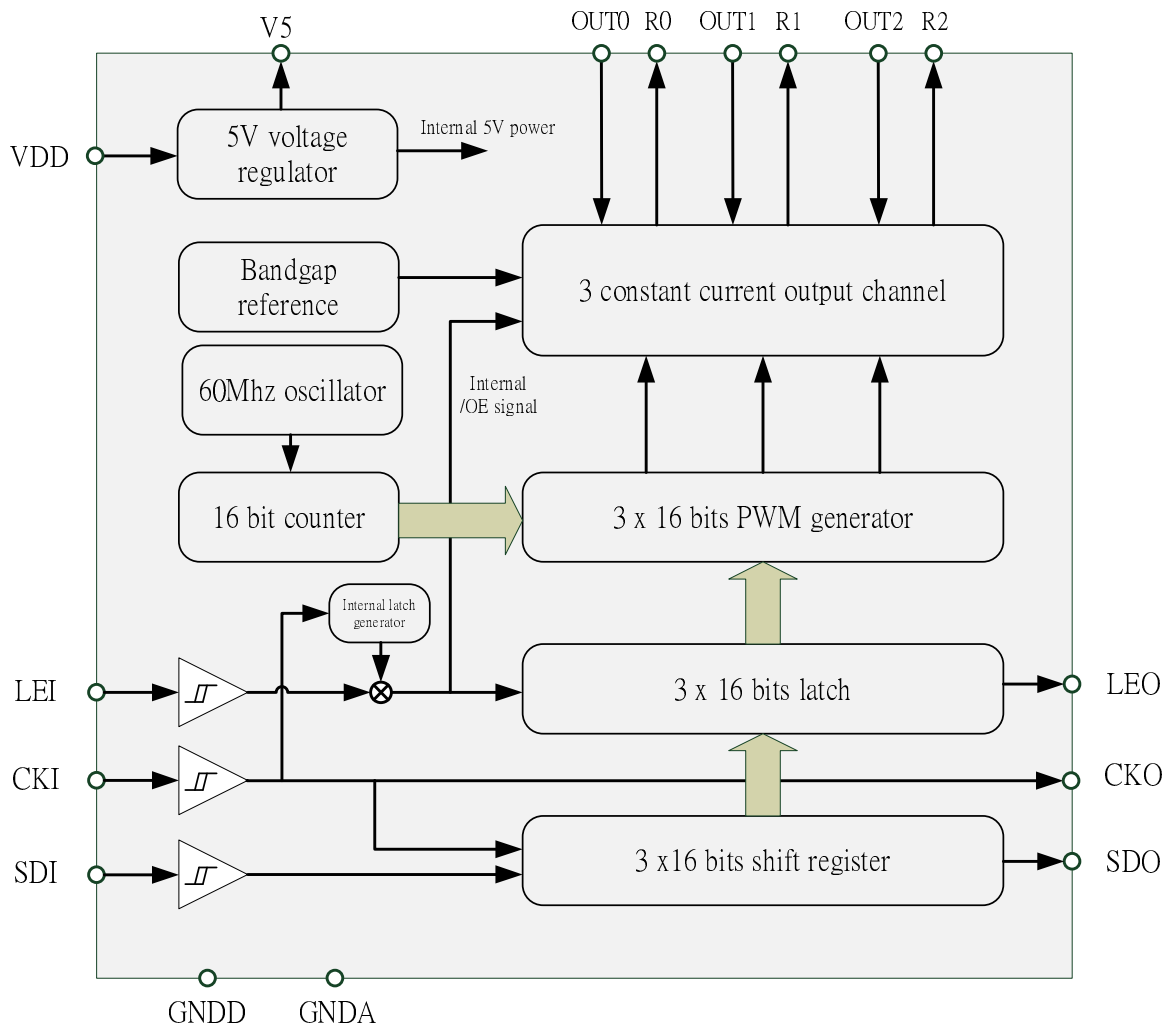 V5
OUT0 R0 OUT1 R1 OUT2 R2
VDD
5V voltage
regulator
Internal 5V power
Bandgap
reference
3 constant current output channel
60Mhz oscillator
Internal
/OE signal
16 bit counter
3 x 16 bits PWM generator
Internal latch
generator
LEI
3 x 16 bits latch
LEO
CKI
CKO
SDI
3 x16 bits shift register
SDO
GNDD GNDA